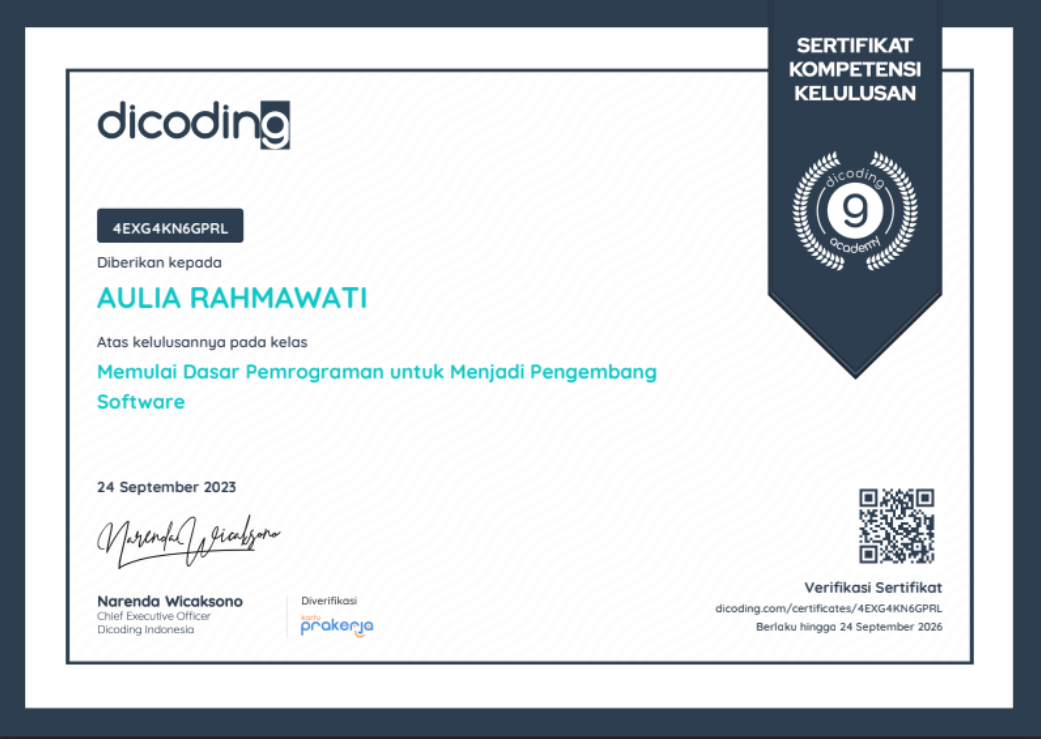 SERTIFIKAT
KOMPETENSI
KELULUSAN
dicoding
dicoding
9
academy
4EXG4KN6GPRL
Diberikan kepada
AULIA RAHMAWATI
Atas kelulusannya pada kelas
Memulai Dasar Pemrograman untuk Menjadi Pengembang
Software
24 September 2023
Narenda Wicaksono
Narenda Wicaksono
Chief Executive Officer
Dicoding Indonesia
Diverifikasi
kartu
prakerja
Verifikasi Sertifikat
dicoding.com/certificates/4EXG4KN6GPRL
Berlaku hingga 24 September 2026